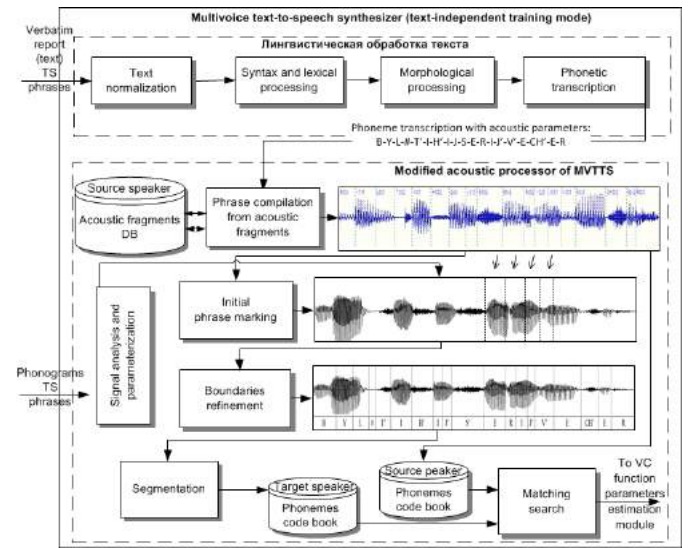 Multivoice text-to-speech synthesizer (text-independent training mode)
Verbatim
report
(text)
TS
phrases
Лингвистическая обработка текста
Text
normalization
Syntax and lexical
processing
Morphological
processing
Phonetic
transcription
Phoneme transcription with acoustic parameters:
B-Y-L-#-T'-I-H'-I-J-S-E-R-I-J'-V'-E-CH'-E-R
Modified acoustic processor of MVTTS
Source speaker
Acoustic fragments
DB
Phrase compilation
from acoustic
fragments
Signal analysis and
parameterization
Initial
phrase marking
Phonograms
TS
phrases
Boundaries
refinement
Segmentation
Target speaker
Phonemes
code book
Source peaker
Phonemes
code book
Matching
search
To VC
function
parameters
estimation
module